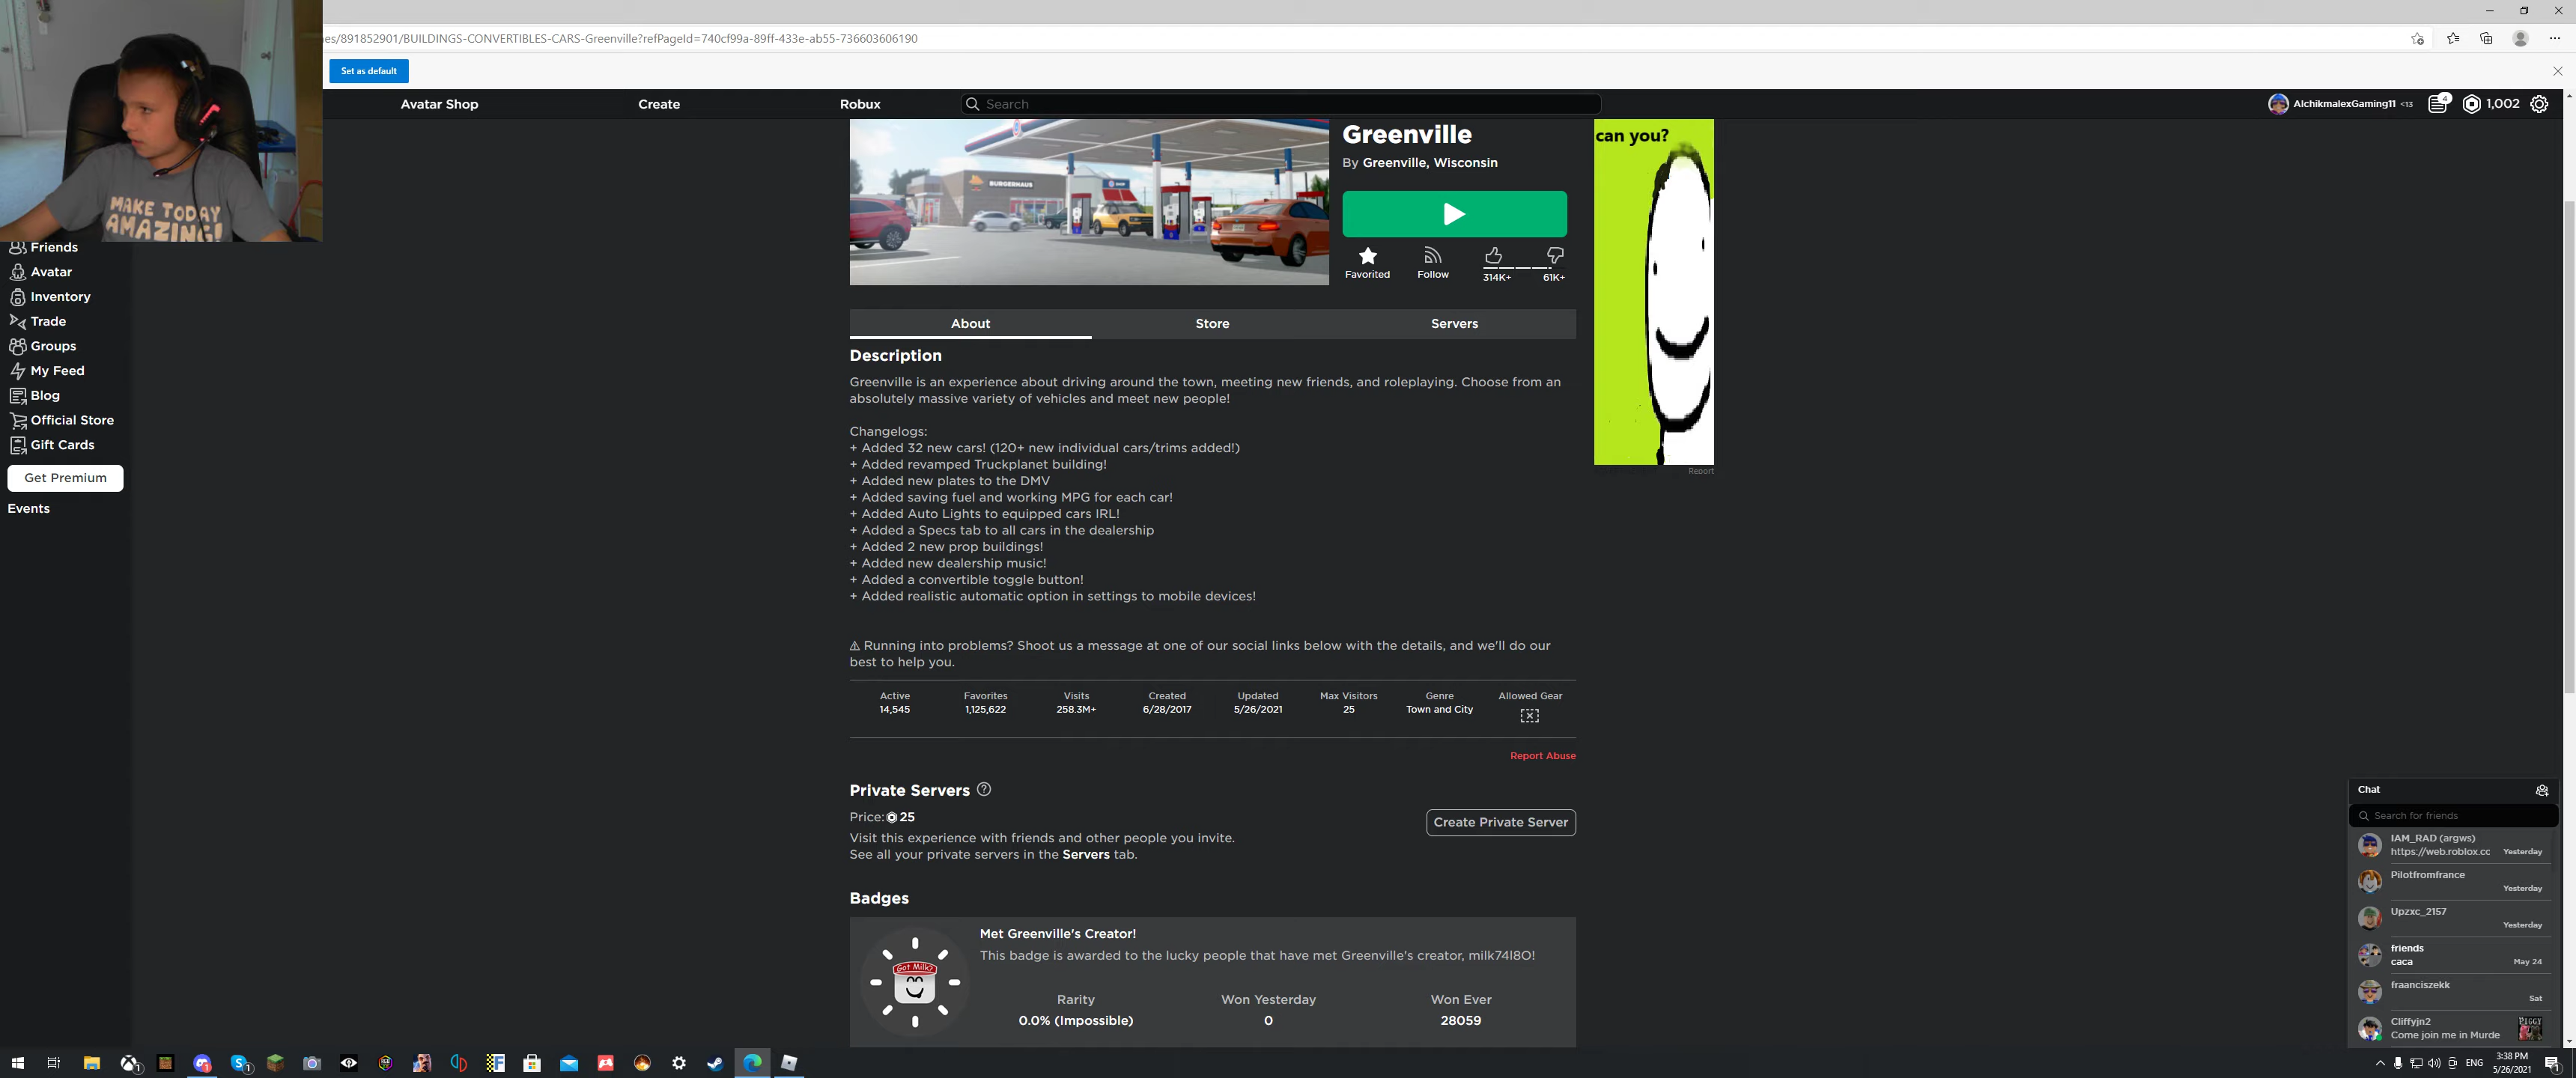 es/891852901/BUILDINGS-CONVERTIBLES-CARS-Greenville?refPageId=740cf99a-89ff-433e-ab55-736603606190
Set as default
Avatar Shop
Create
Robux
Search
AlchikmalexGaming11 <13
4
1,002
MAKE TODAY
AMAZING!
Friends
Avatar
Inventory
Trade
Groups
My Feed
Blog
Official Store
Gift Cards
Get Premium
Events
BURGERHAUS
Greenville
By Greenville, Wisconsin
Favorited
Follow
314K+
61K+
can you?
Report
About
Store
Servers
Description
Greenville is an experience about driving around the town, meeting new friends, and roleplaying. Choose from an
absolutely massive variety of vehicles and meet new people!
Changelogs:
+ Added 32 new cars! (120+ new individual cars/trims added!)
+ Added revamped Truckplanet building!
+ Added new plates to the DMV
+ Added saving fuel and working MPG for each car!
+ Added Auto Lights to equipped cars IRL!
+ Added a Specs tab to all cars in the dealership
+ Added 2 new prop buildings!
+ Added new dealership music!
+ Added a convertible toggle button!
+ Added realistic automatic option in settings to mobile devices!
⚠ Running into problems? Shoot us a message at one of our social links below with the details, and we'll do our
best to help you.
Active
Favorites
Visits
Created
Updated
Max Visitors
Genre
Allowed Gear
14,545
1,125,622
258.3M+
6/28/2017
5/26/2021
25
Town and City
Report Abuse
Private Servers
Price: 25
Create Private Server
Visit this experience with friends and other people you invite.
See all your private servers in the Servers tab.
Badges
Got Milk?
Met Greenville's Creator!
This badge is awarded to the lucky people that have met Greenville's creator, milk74l8O!
Rarity
Won Yesterday
Won Ever
0.0% (Impossible)
0
28059
Chat
Search for friends
IAM_RAD (argws)
https://web.roblox.cc
Yesterday
Pilotfromfrance
Yesterday
Upzxc_2157
Yesterday
friends
caca
May 24
fraanciszekk
Sat
Cliffyjn2
Come join me in Murde
PIGGY
ENG
3:38 PM
5/26/2021